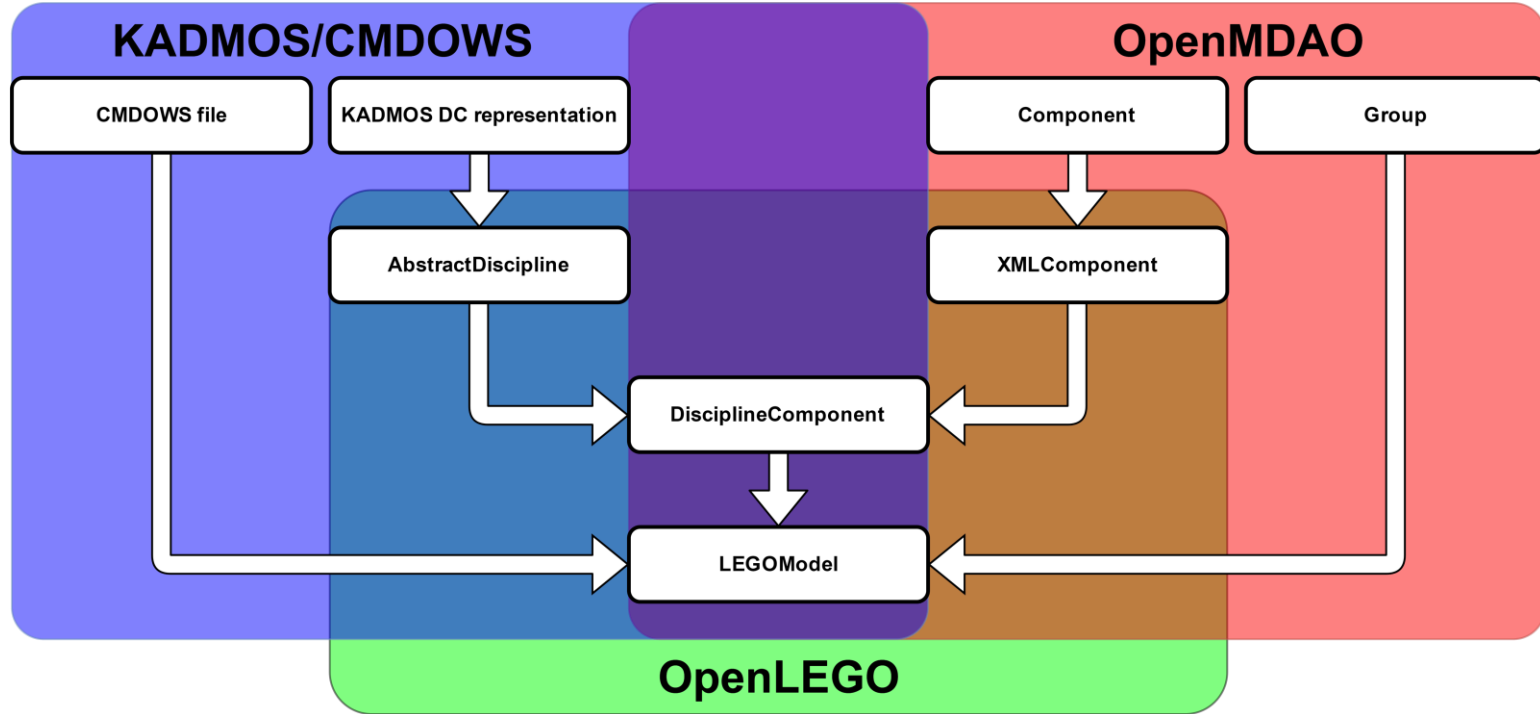 KADMOS/CMDOWS
OpenMDAO
CMDOWS file
KADMOS DC representation
Component
Group
AbstractDiscipline
XMLComponent
DisciplineComponent
LEGOModel
OpenLEGO